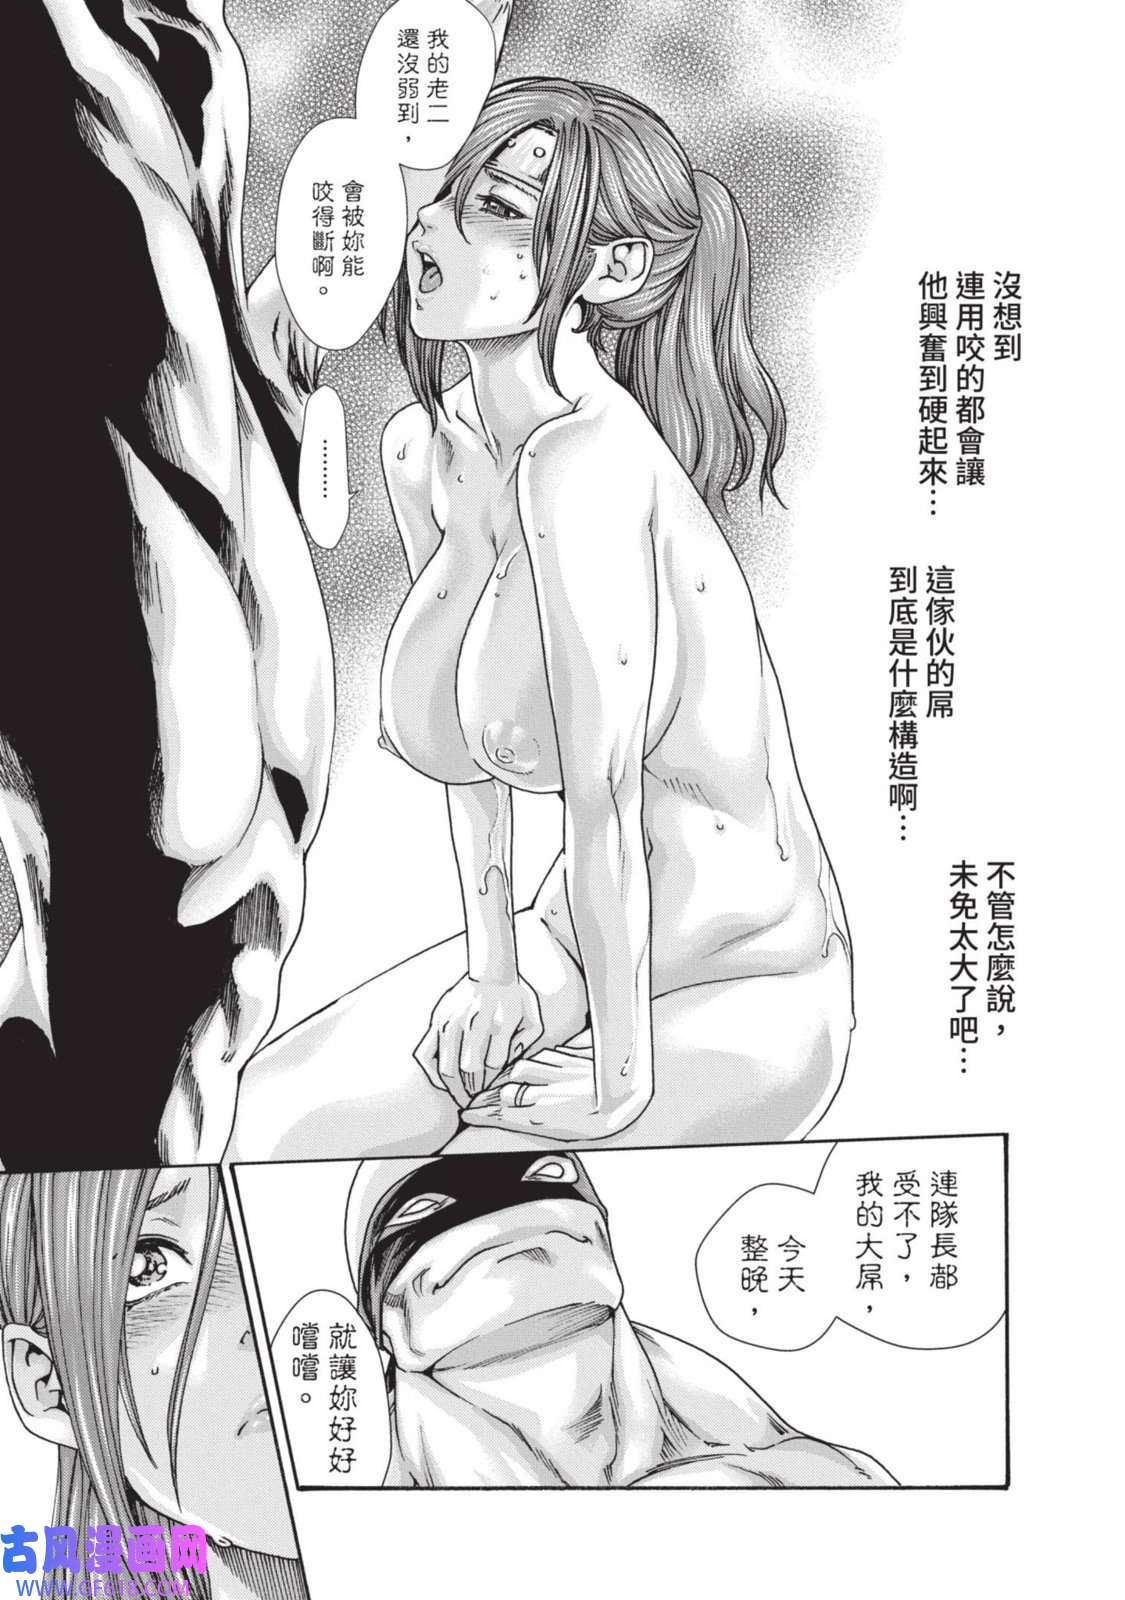 我的老二
還沒弱到，
會被妳能
咬得斷啊。
………
沒想到
連用咬的都會讓
他興奮到硬起來…
這傢伙的屌
到底是什麼構造啊…
不管怎麼說，
未免太大了吧…
連隊長都
受不了，
我的大屌，
今天
整晚，
就讓妳好好
嚐嚐。
古风漫画网
WWW.GF618.COM